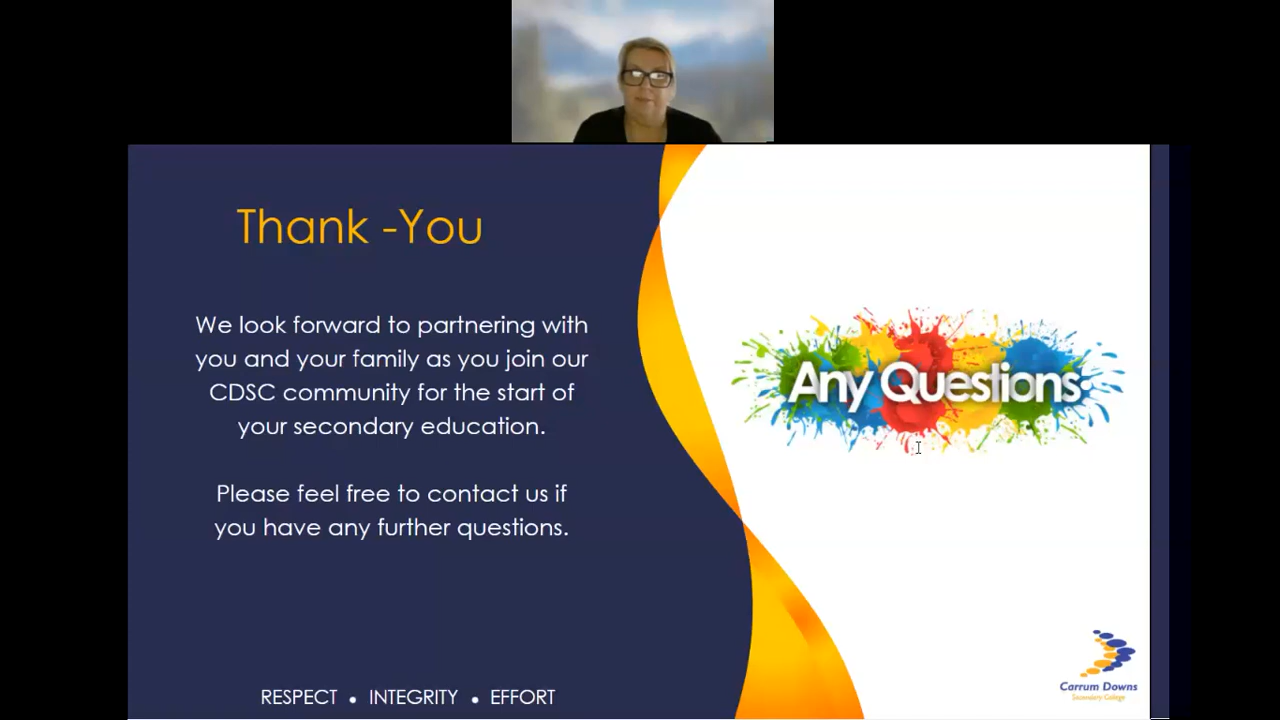 Thank -You
We look forward to partnering with
you and your family as you join our
CDSC community for the start of
your secondary education.
Please feel free to contact us if
you have any further questions.
RESPECT • INTEGRITY • EFFORT
Any Questions
Carrum Downs
Secondary College